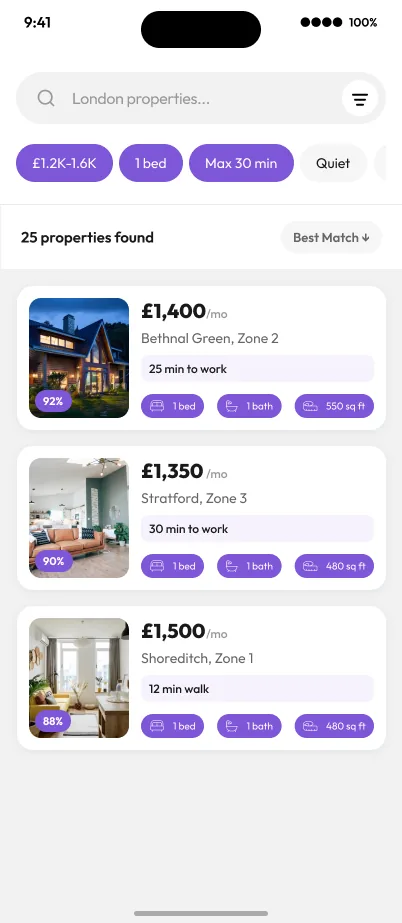 9:41
100%
London properties...
£1.2K-1.6K
1 bed
Max 30 min
Quiet
25 properties found
Best Match ↓
£1,400/mo
Bethnal Green, Zone 2
25 min to work
92%
1 bed
1 bath
550 sq ft
£1,350 /mo
Stratford, Zone 3
30 min to work
90%
1 bed
1 bath
480 sq ft
£1,500/mo
Shoreditch, Zone 1
12 min walk
88%
1 bed
1 bath
480 sq ft